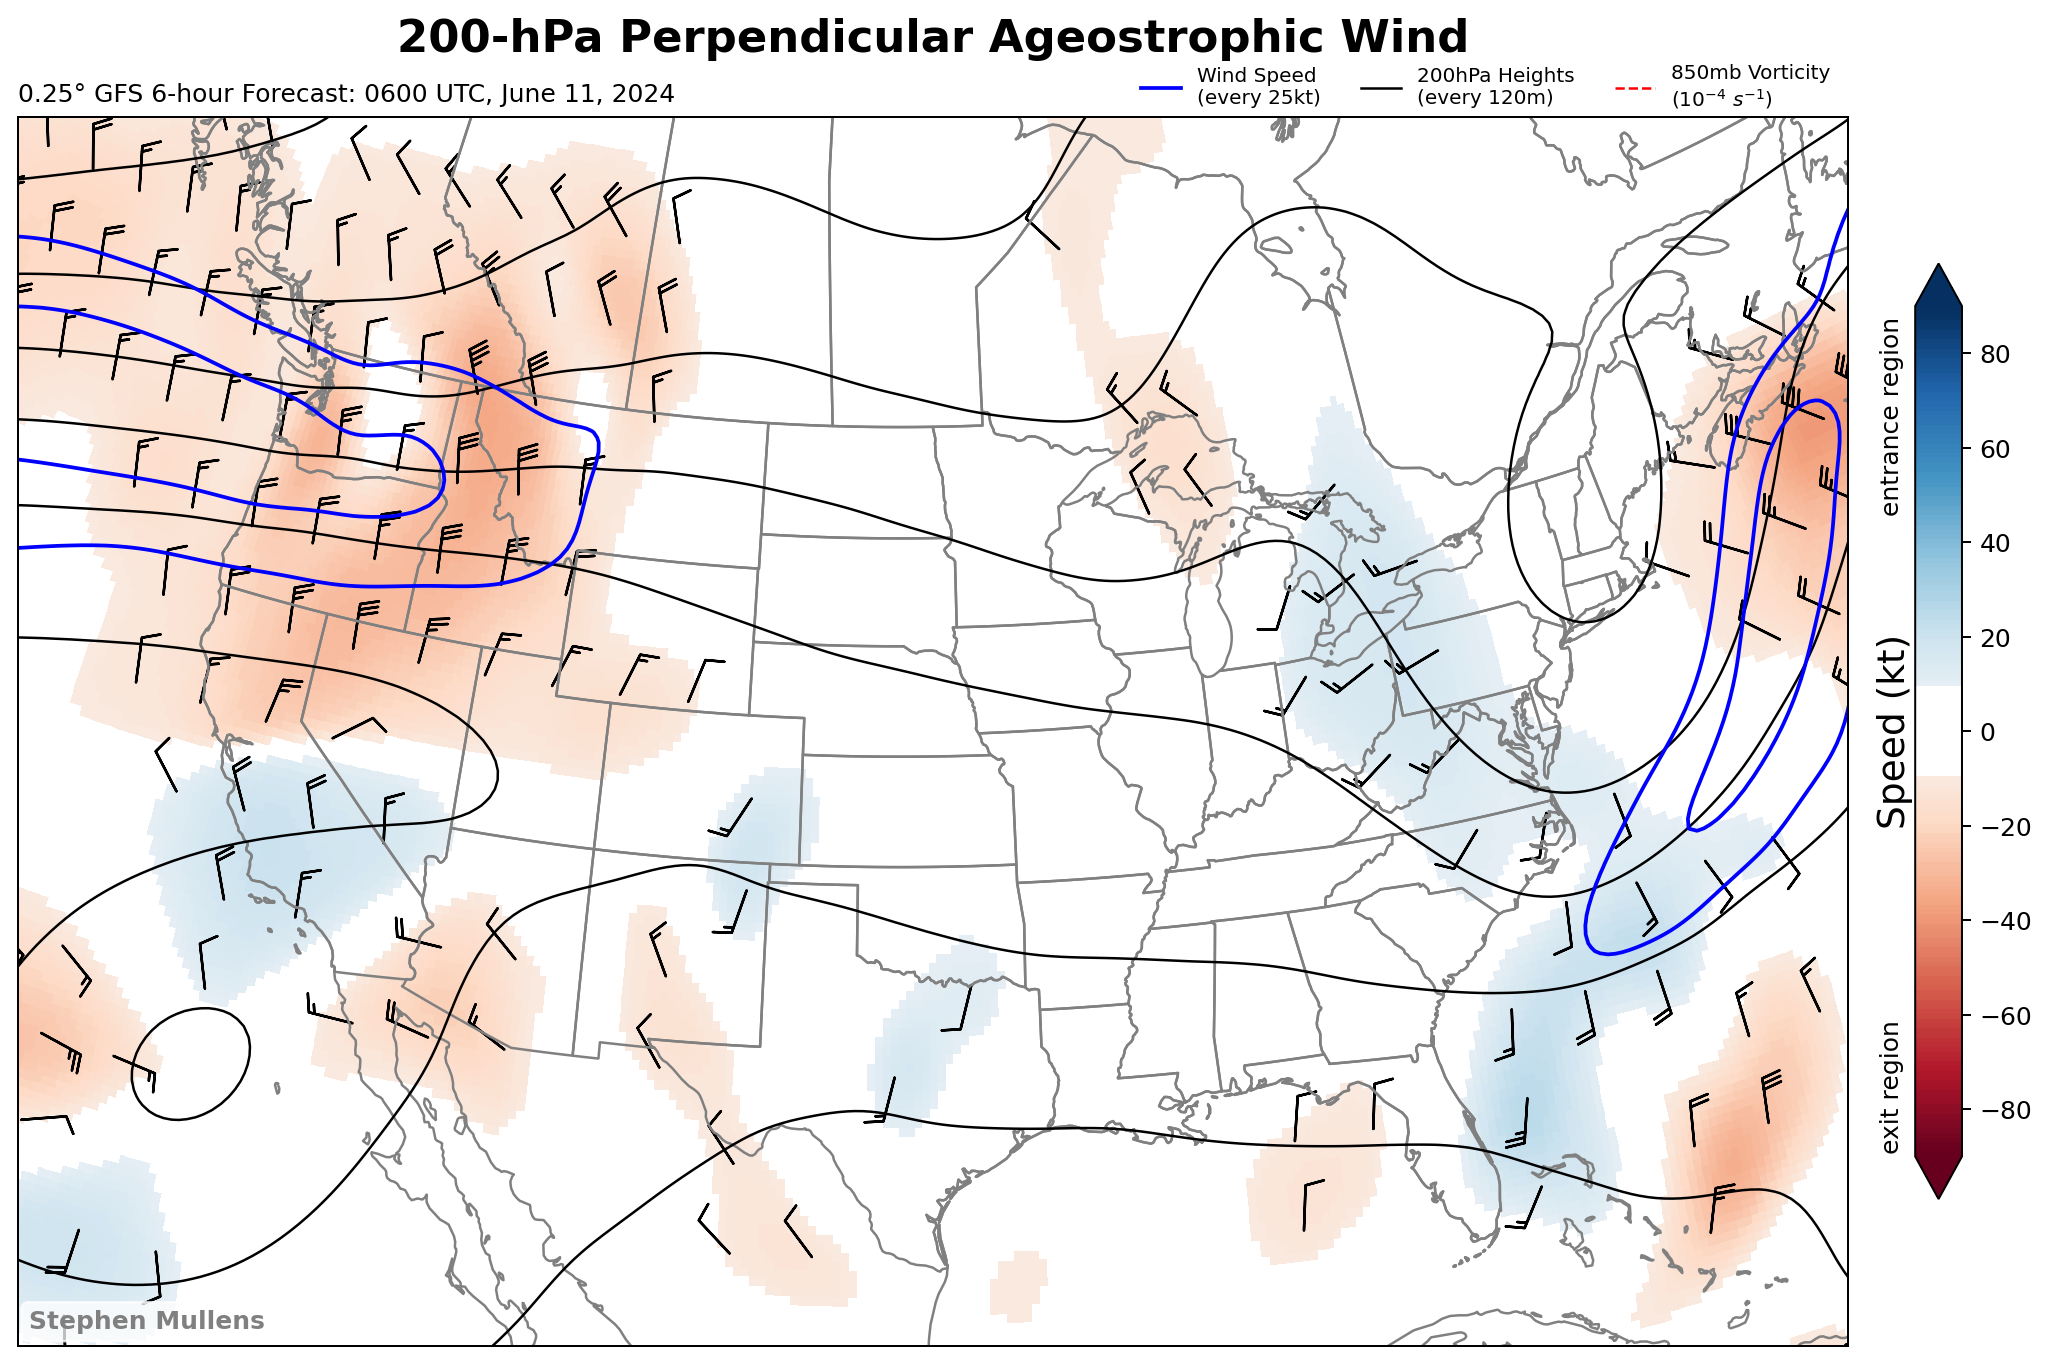 200-hPa Perpendicular Ageostrophic Wind
0.25° GFS 6-hour Forecast: 0600 UTC, June 11, 2024
Wind Speed
(every 25kt)
200hPa Heights
(every 120m)
850mb Vorticity
(10⁻⁴ s⁻¹)
entrance region
Speed (kt)
exit region
80
60
40
20
0
−20
−40
−60
−80
Stephen Mullens